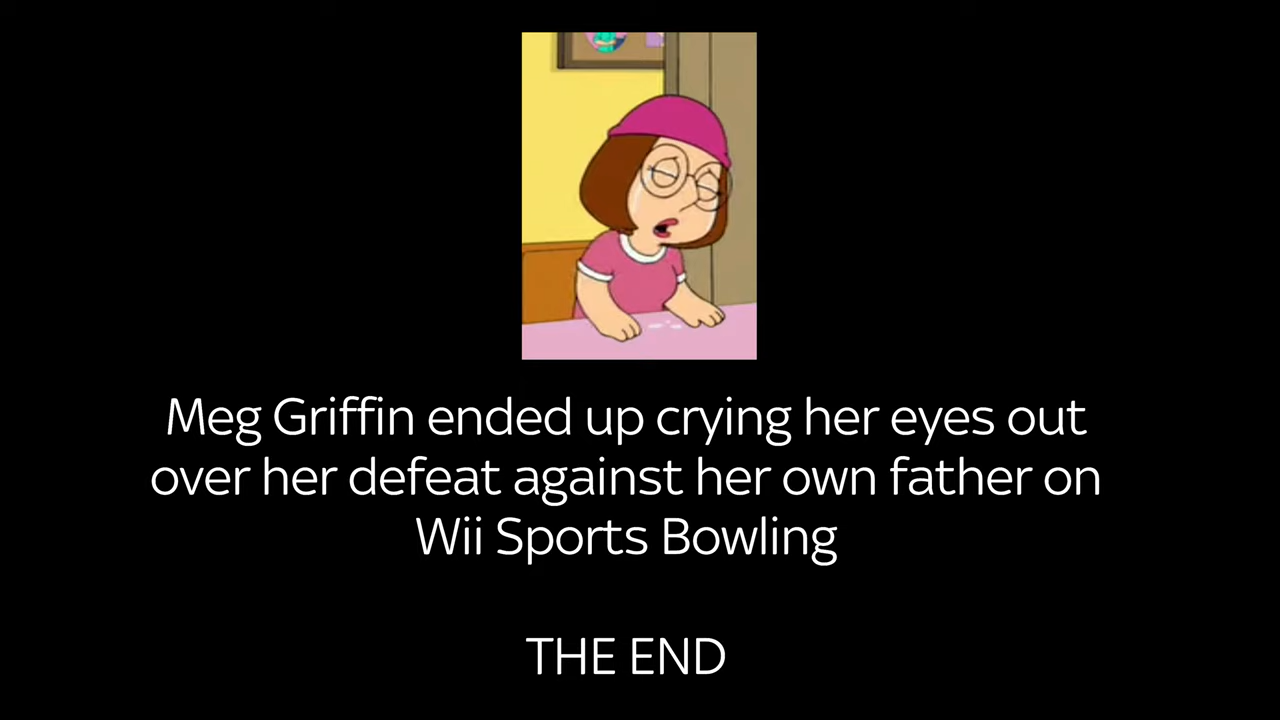 Meg Griffin ended up crying her eyes out
over her defeat against her own father on
Wii Sports Bowling
THE END